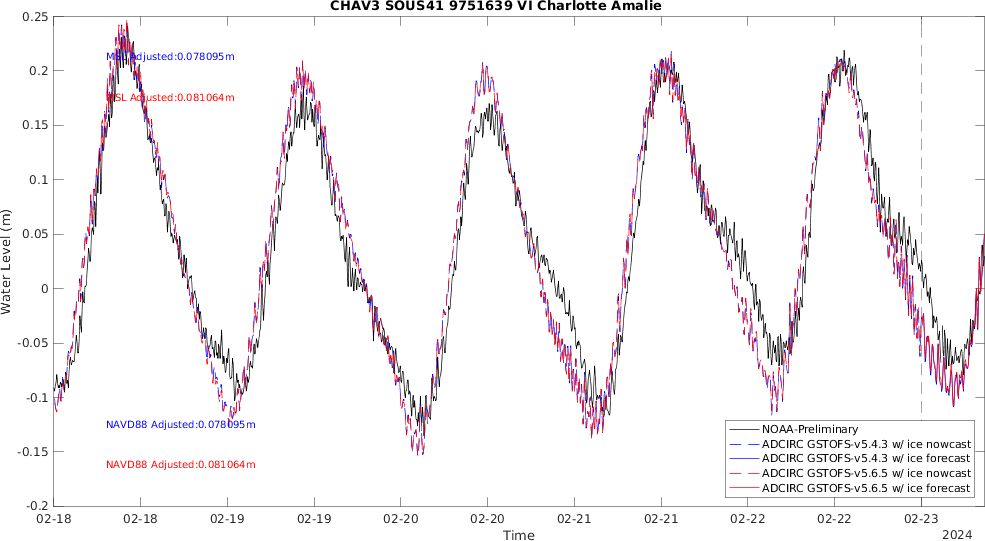 CHAV3 SOUS41 9751639 VI Charlotte Amalie
0.25
0.2
0.15
0.1
0.05
0
-0.05
-0.1
-0.15
-0.2
Water Level (m)
MSL Adjusted:0.078095m
MSL Adjusted:0.081064m
NAVD88 Adjusted:0.078095m
NAVD88 Adjusted:0.081064m
NOAA-Preliminary
ADCIRC GSTOFS-v5.4.3 w/ ice nowcast
ADCIRC GSTOFS-v5.4.3 w/ ice forecast
ADCIRC GSTOFS-v5.6.5 w/ ice nowcast
ADCIRC GSTOFS-v5.6.5 w/ ice forecast
02-18 02-18 02-19 02-19 02-20 02-20 02-21 02-21 02-22 02-22 02-23
Time
2024